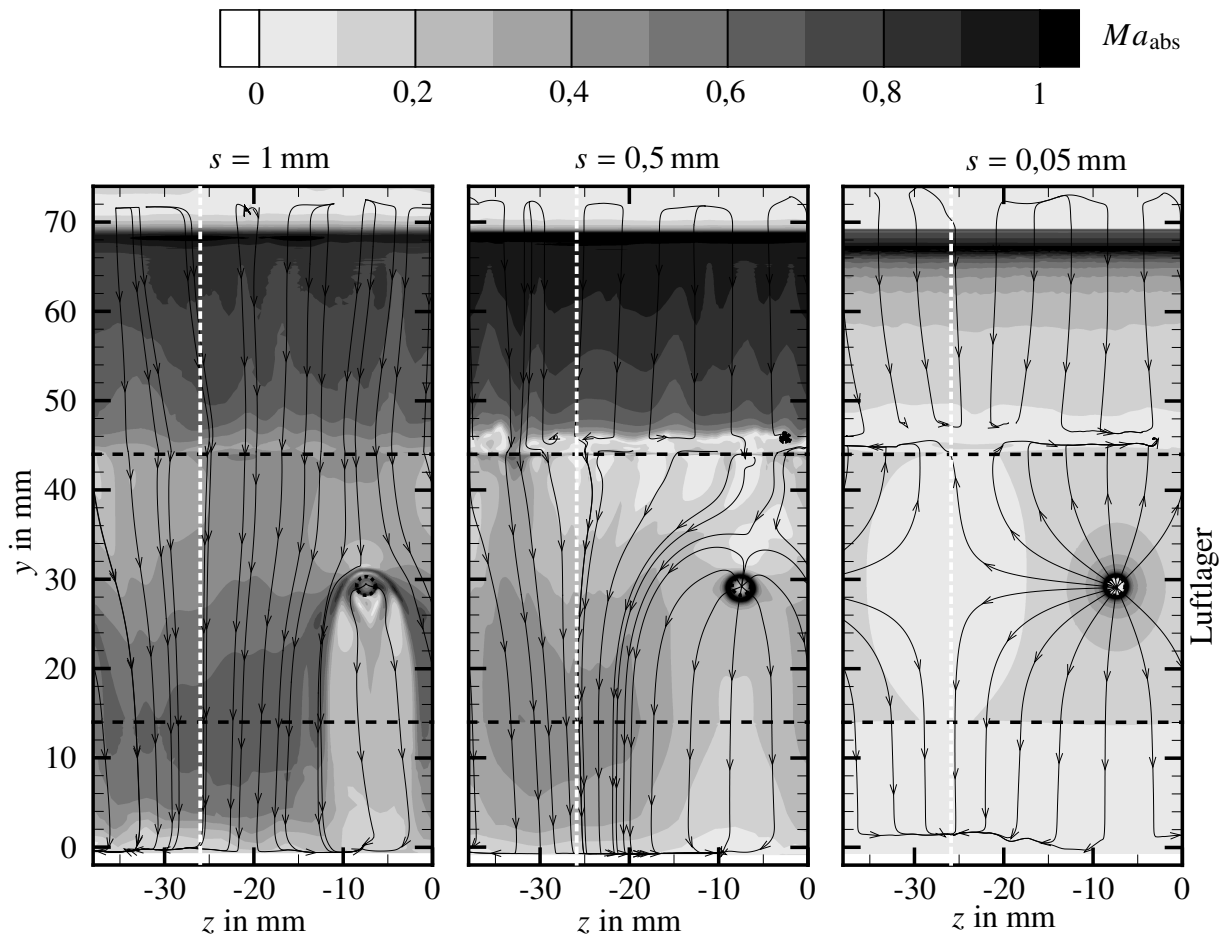 Ma_abs
0 0,2 0,4 0,6 0,8 1
s = 1 mm s = 0,5 mm s = 0,05 mm
y in mm
70
60
50
40
30
20
10
0
Luftlager
-30 -20 -10 0 -30 -20 -10 0 -30 -20 -10 0
z in mm z in mm z in mm